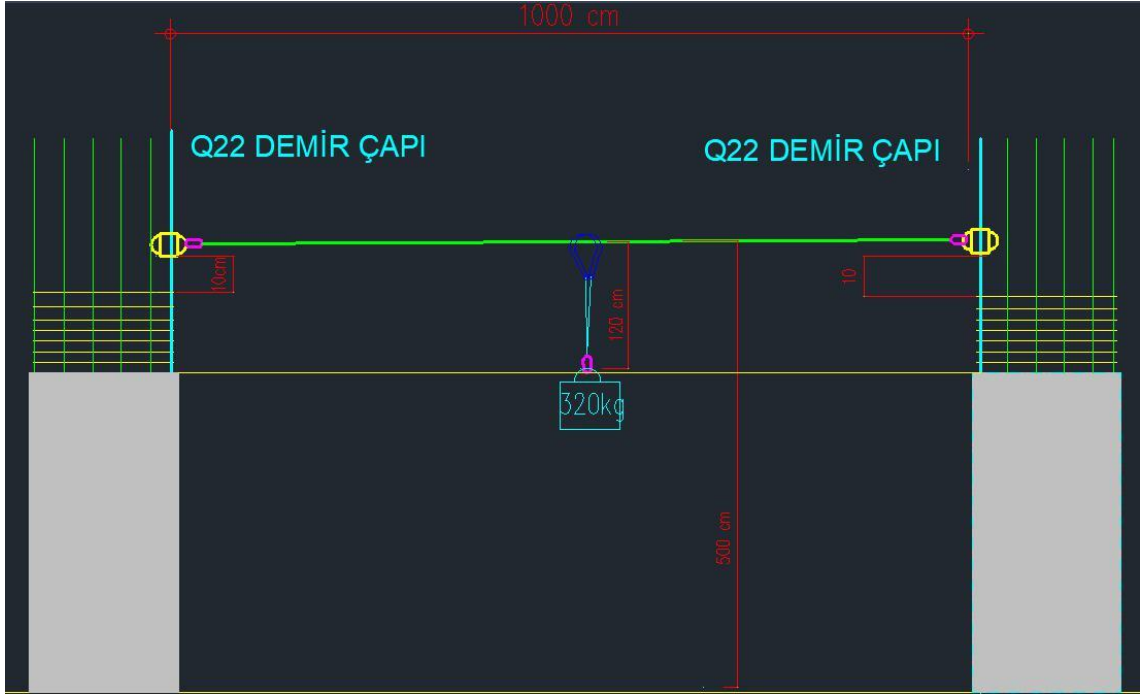 1000 cm
Q22 DEMİR ÇAPI
Q22 DEMİR ÇAPI
10cm
10
120 cm
320kg
500 cm